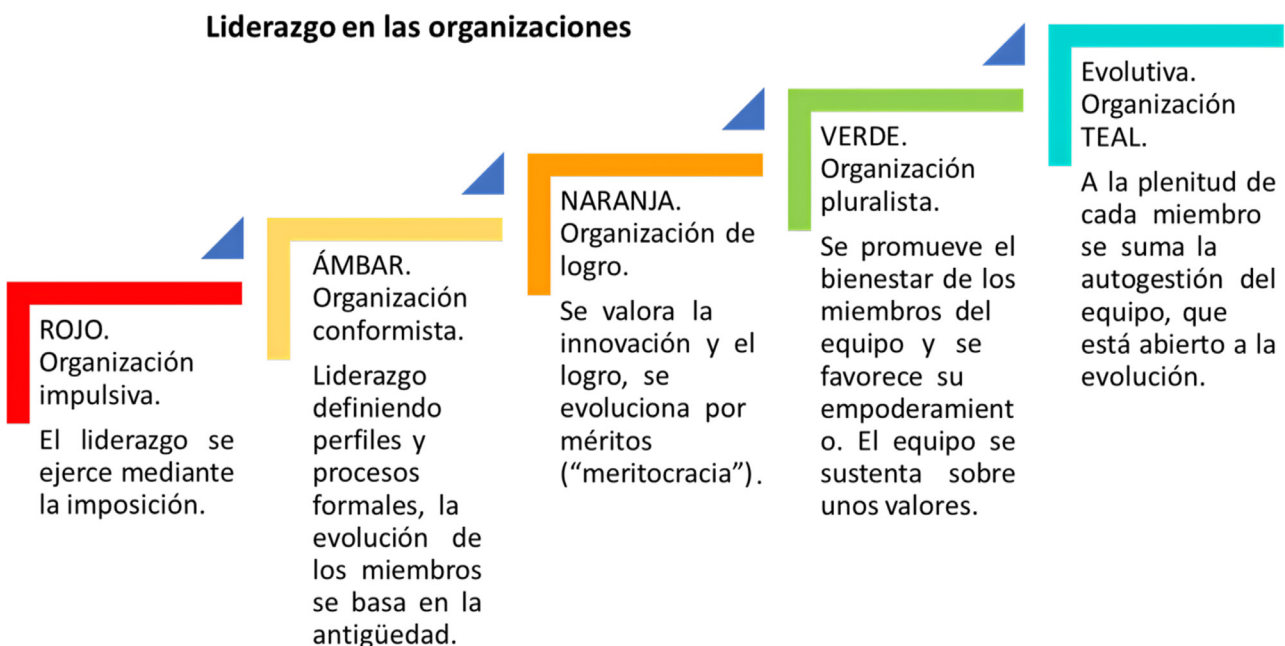 Liderazgo en las organizaciones
ROJO.
Organización
impulsiva.
El liderazgo se
ejerce mediante
la imposición.
ÁMBAR.
Organización
conformista.
Liderazgo
definiendo
perfiles y
procesos
formales, la
evolución de
los miembros
se basa en la
antigüedad.
NARANJA.
Organización de
logro.
Se valora la
innovación y el
logro, se
evoluciona por
méritos
(“meritocracia”).
VERDE.
Organización
pluralista.
Se promueve el
bienestar de los
miembros del
equipo y se
favorece su
empoderamient
o. El equipo se
sustenta sobre
unos valores.
Evolutiva.
Organización
TEAL.
A la plenitud de
cada miembro
se suma la
autogestión del
equipo, que
está abierto a la
evolución.